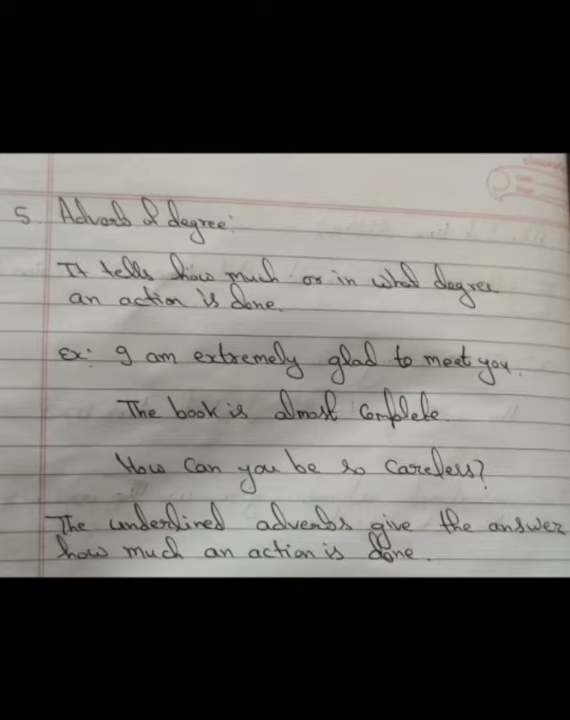 5. Adverb of degree:
It tells how much or in what degree
an action is done.
Ex: I am extremely glad to meet you.
The book is almost complete.
How can you be so careless?
The underlined adverbs give the answer
how much an action is done.